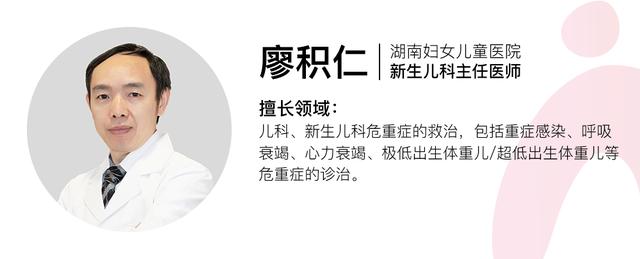 廖积仁
湖南妇女儿童医院
新生儿科主任医师
擅长领域：
儿科、新生儿科危重症的救治，包括重症感染、呼吸
衰竭、心力衰竭、极低出生体重儿/超低出生体重儿等
危重症的诊治。